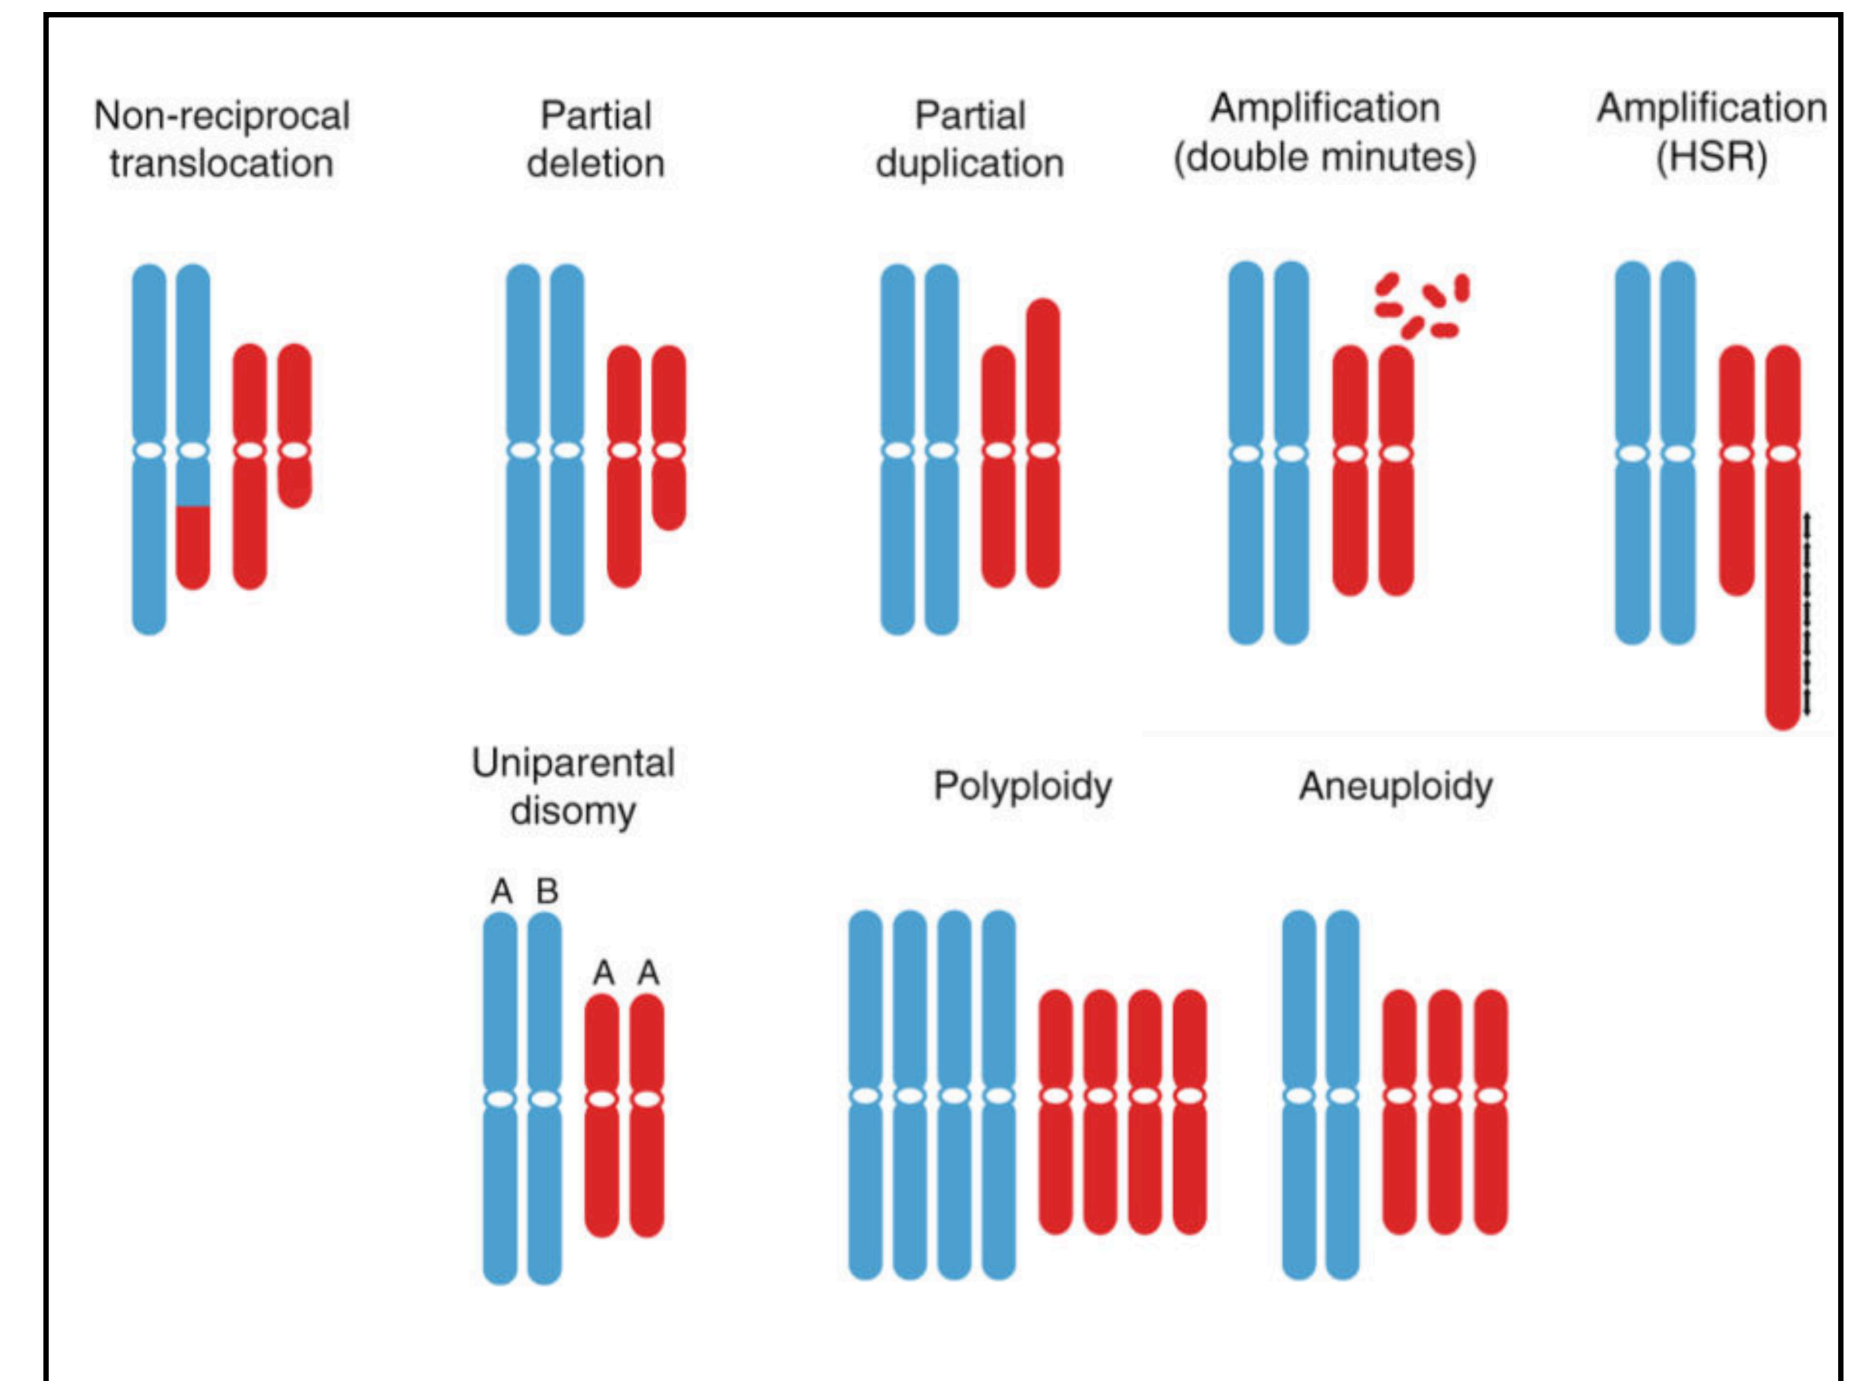 Non-reciprocal
translocation
Partial
deletion
Partial
duplication
Amplification
(double minutes)
Amplification
(HSR)
Uniparental
disomy
A B
A A
Polyploidy
Aneuploidy